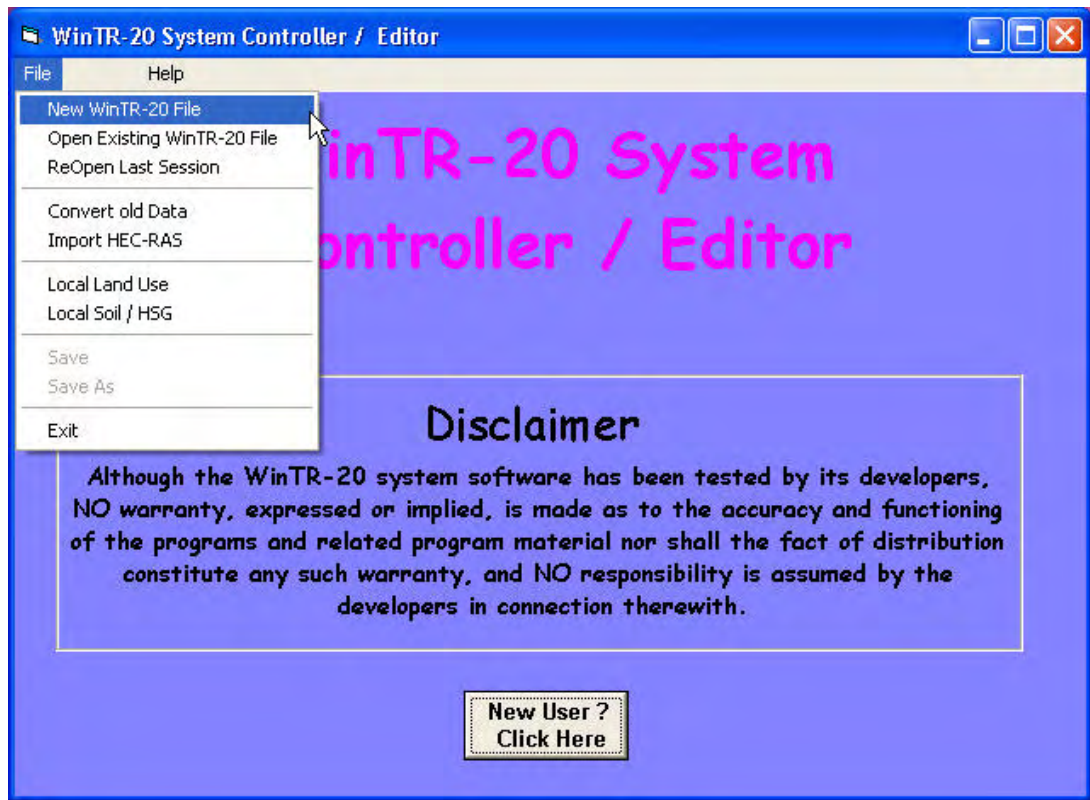 WinTR-20 System Controller / Editor
File Help
New WinTR-20 File
Open Existing WinTR-20 File
ReOpen Last Session
Convert old Data
Import HEC-RAS
Local Land Use
Local Soil / HSG
Save
Save As
Exit
inTR-20 System
ontroller / Editor
Disclaimer
Although the WinTR-20 system software has been tested by its developers,
NO warranty, expressed or implied, is made as to the accuracy and functioning
of the programs and related program material nor shall the fact of distribution
constitute any such warranty, and NO responsibility is assumed by the
developers in connection therewith.
New User ?
Click Here